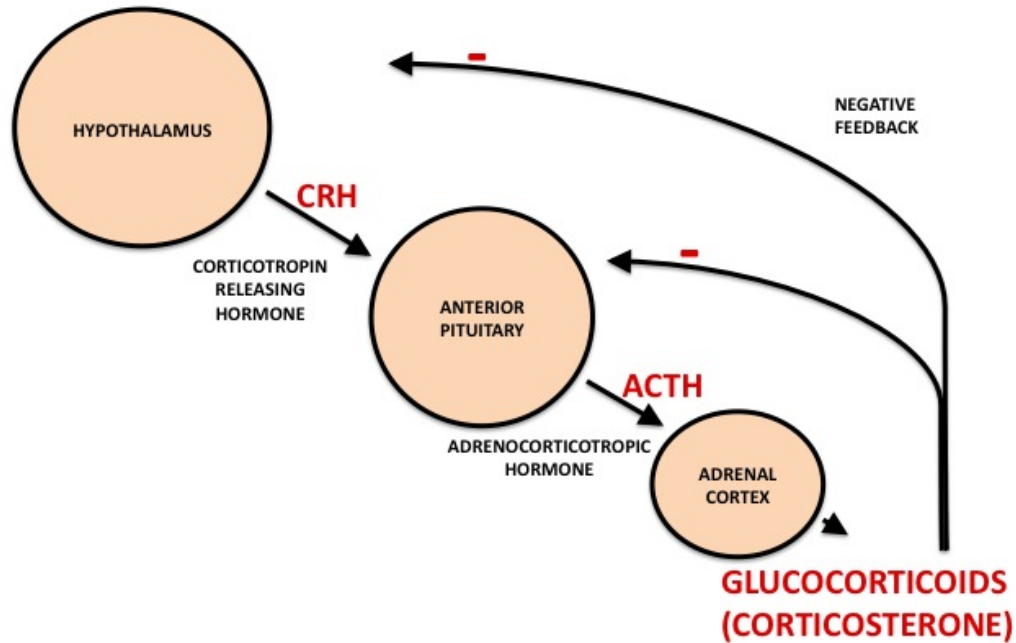 HYPOTHALAMUS
-
NEGATIVE
FEEDBACK
CRH
CORTICOTROPIN
RELEASING
HORMONE
-
ANTERIOR
PITUITARY
ACTH
ADRENOCORTICOTROPIC
HORMONE
ADRENAL
CORTEX
GLUCOCORTICOIDS
(CORTICOSTERONE)